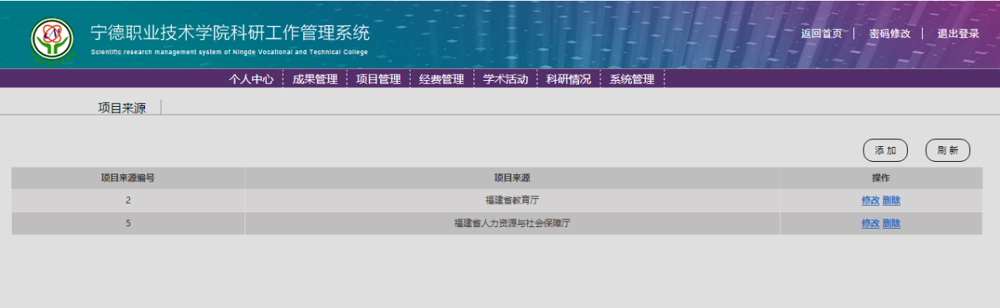 宁德职业技术学院科研工作管理系统
Scientific research management system of Ningde Vocational and Technical College
返回首页 密码修改 退出登录
个人中心 成果管理 项目管理 经费管理 学术活动 科研情况 系统管理
项目来源
添加 刷新
项目来源编号 项目来源 操作
2 福建省教育厅 修改 删除
5 福建省人力资源与社会保障厅 修改 删除